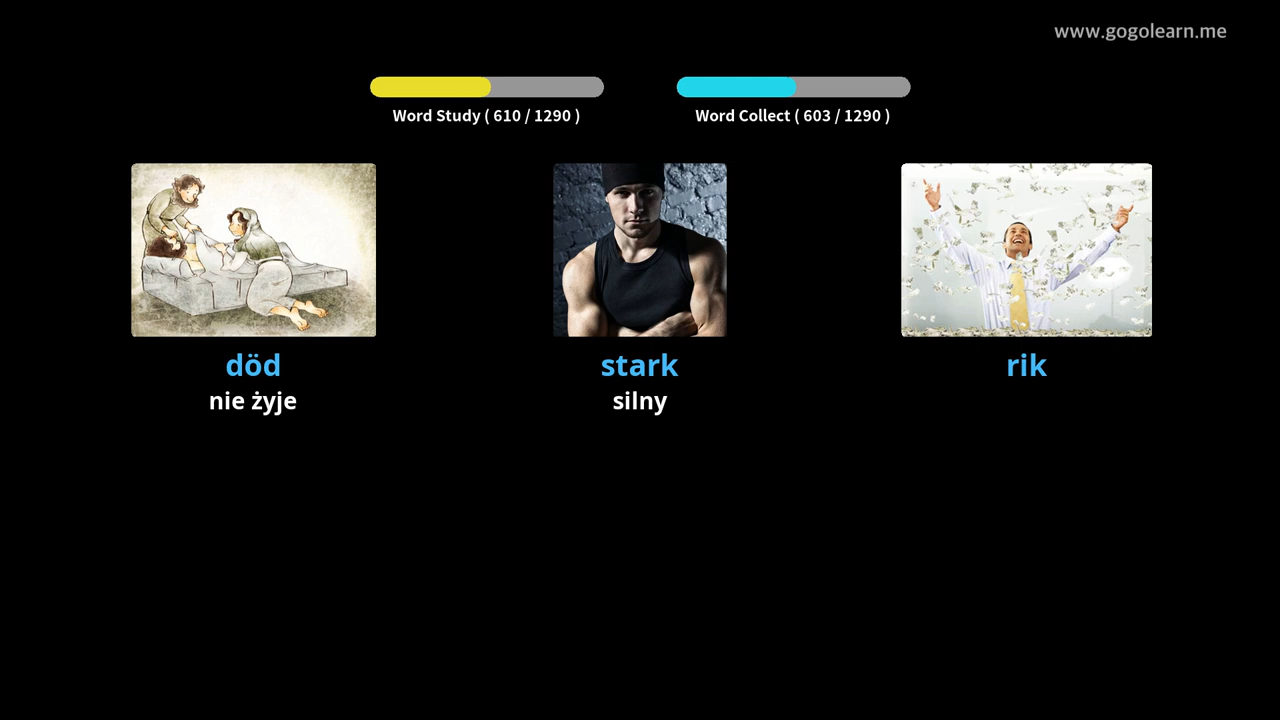 www.gogolearn.me
Word Study ( 610 / 1290 )
Word Collect ( 603 / 1290 )
död
nie żyje
stark
silny
rik